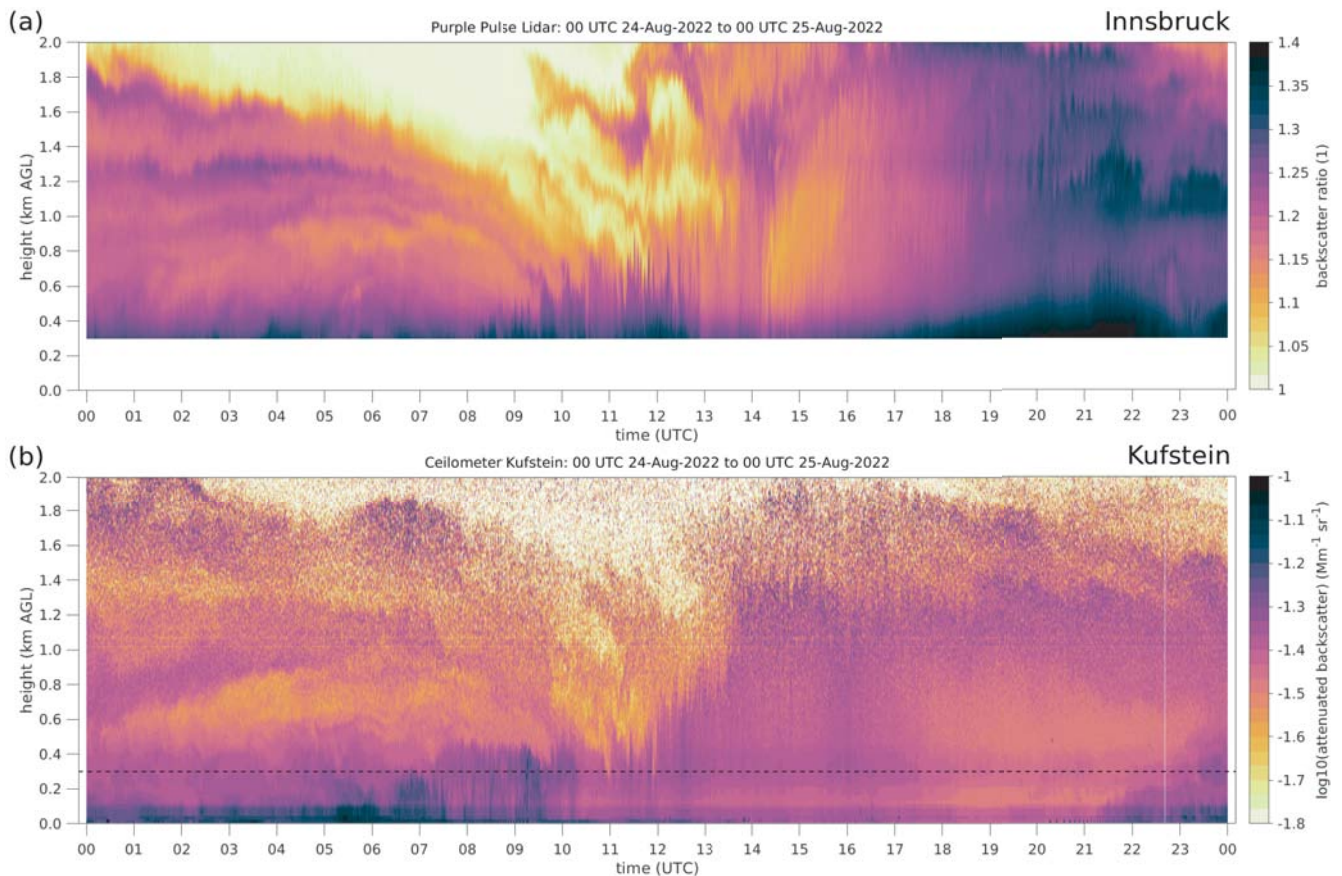 (a)
Purple Pulse Lidar: 00 UTC 24-Aug-2022 to 00 UTC 25-Aug-2022
Innsbruck
2.0
1.8
1.6
1.4
1.2
1.0
0.8
0.6
0.4
0.2
0.0
height (km AGL)
00 01 02 03 04 05 06 07 08 09 10 11 12 13 14 15 16 17 18 19 20 21 22 23 00
time (UTC)
1.4
1.35
1.3
1.25
1.2
1.15
1.1
1.05
1
backscatter ratio (1)
(b)
Ceilometer Kufstein: 00 UTC 24-Aug-2022 to 00 UTC 25-Aug-2022
Kufstein
2.0
1.8
1.6
1.4
1.2
1.0
0.8
0.6
0.4
0.2
0.0
height (km AGL)
00 01 02 03 04 05 06 07 08 09 10 11 12 13 14 15 16 17 18 19 20 21 22 23 00
time (UTC)
-1
-1.1
-1.2
-1.3
-1.4
-1.5
-1.6
-1.7
-1.8
log10(attenuated backscatter) (Mm⁻¹ sr⁻¹)